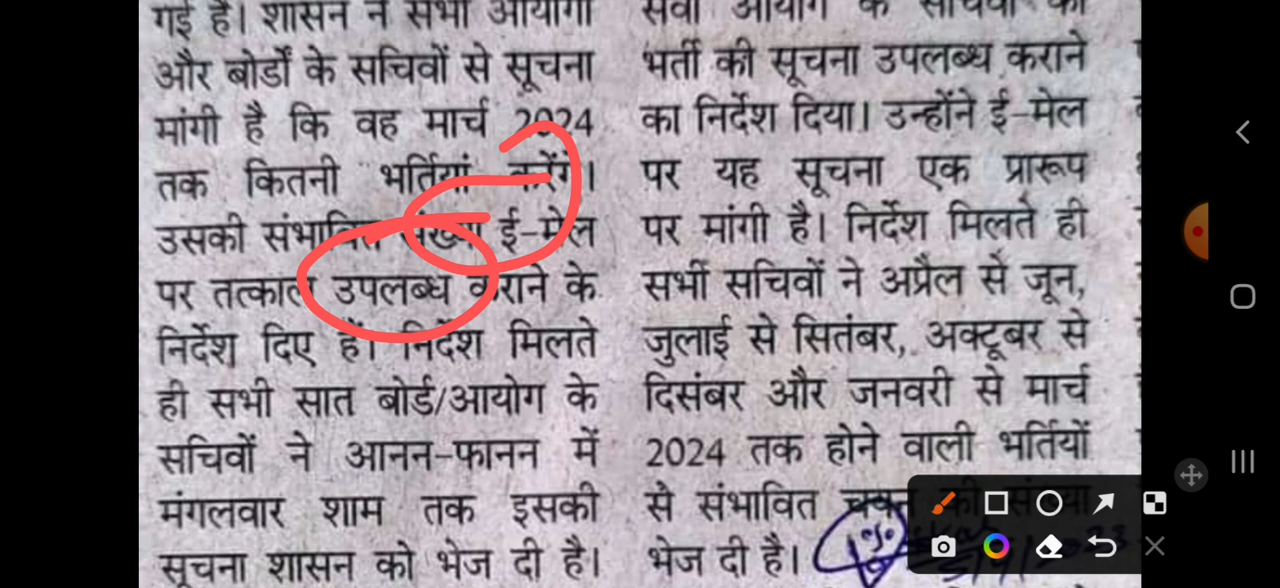 गई है। शासन ने सभी आयोगों
और बोर्डों के सचिवों से सूचना
मांगी है कि वह मार्च 2024
तक कितनी भर्तियां करेंगे।
उसकी संभावित संख्या ई-मेल
पर तत्काल उपलब्ध कराने के
निर्देश दिए हैं। निर्देश मिलते
ही सभी सात बोर्ड/आयोग के
सचिवों ने आनन-फानन में
मंगलवार शाम तक इसकी
सूचना शासन को भेज दी है।
सेवा आयोग के सचिवों को
भर्ती की सूचना उपलब्ध कराने
का निर्देश दिया। उन्होंने ई-मेल
पर यह सूचना एक प्रारूप
पर मांगी है। निर्देश मिलते ही
सभी सचिवों ने अप्रैल से जून,
जुलाई से सितंबर, अक्टूबर से
दिसंबर और जनवरी से मार्च
2024 तक होने वाली भर्तियों
से संभावित चयन की संख्या
भेज दी है।